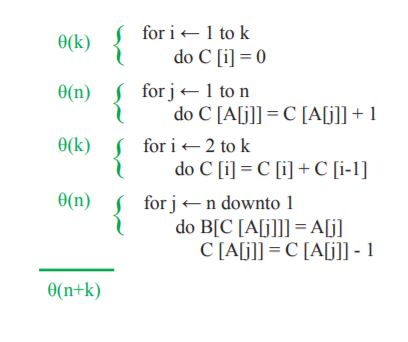 θ(k) { for i ← 1 to k
do C [i] = 0
θ(n) { for j ← 1 to n
do C [A[j]] = C [A[j]] + 1
θ(k) { for i ← 2 to k
do C [i] = C [i] + C [i-1]
θ(n) { for j ← n downto 1
do B[C [A[j]]] = A[j]
C [A[j]] = C [A[j]] - 1
θ(n+k)